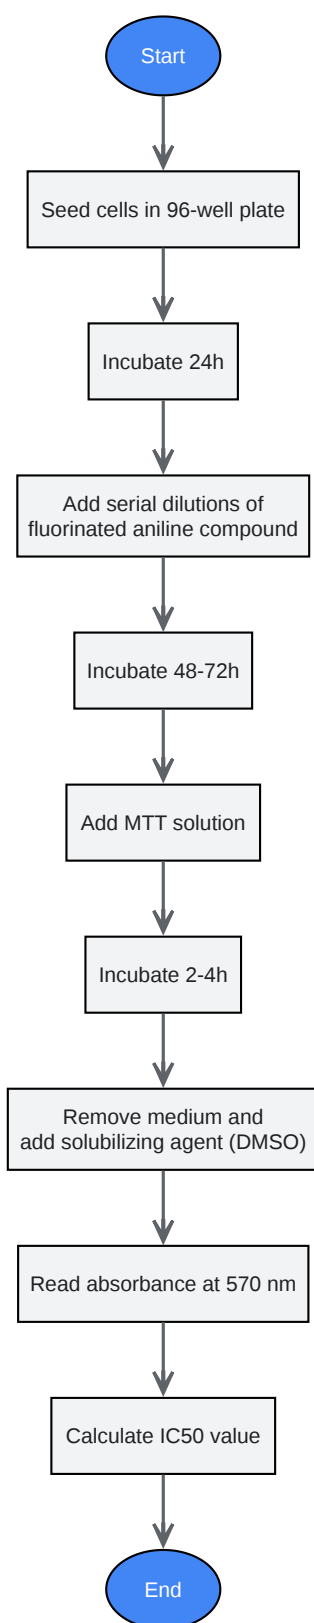 Start
Seed cells in 96-well plate
Incubate 24h
Add serial dilutions of
fluorinated aniline compound
Incubate 48-72h
Add MTT solution
Incubate 2-4h
Remove medium and
add solubilizing agent (DMSO)
Read absorbance at 570 nm
Calculate IC50 value
End